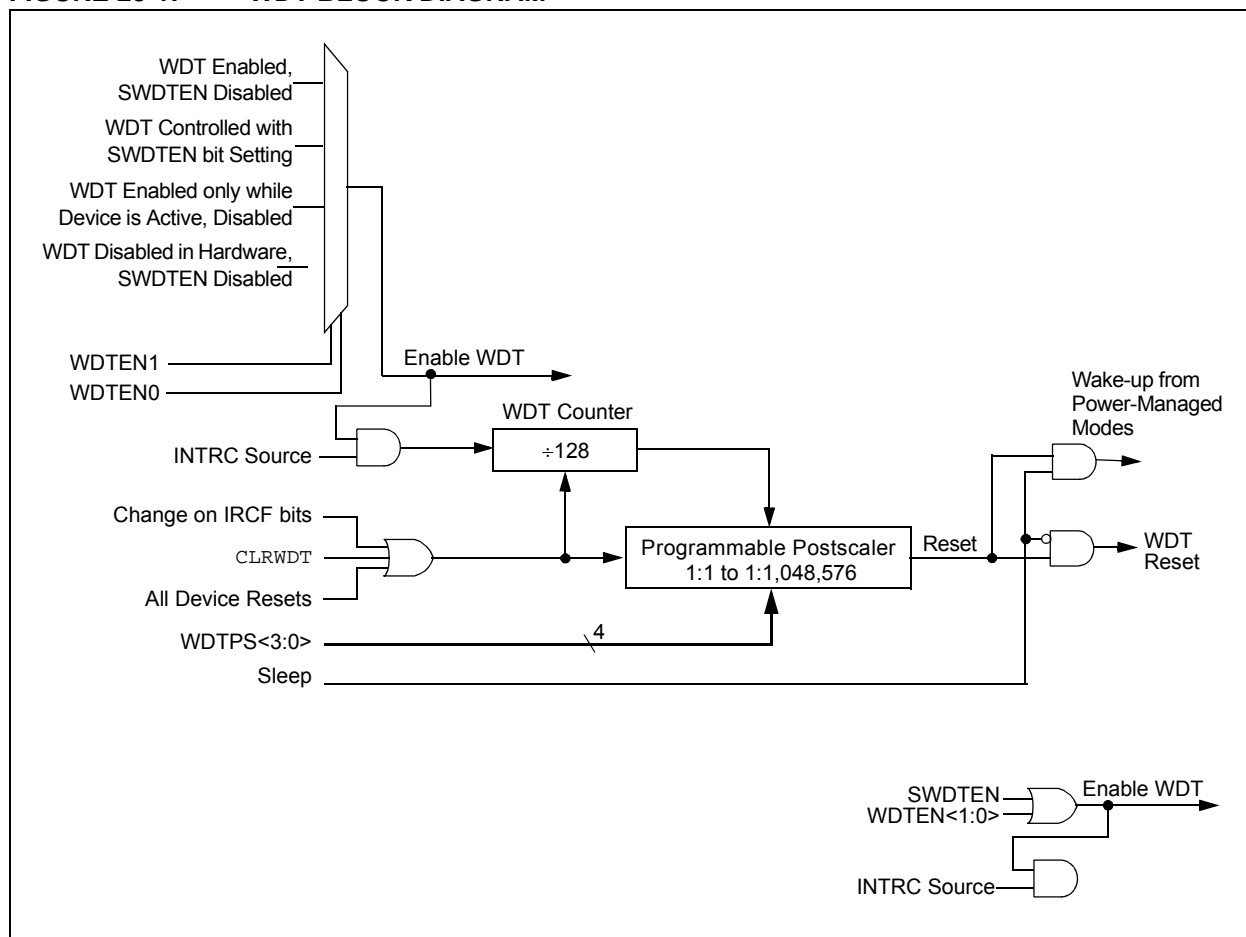 WDT Enabled,
SWDTEN Disabled
WDT Controlled with
SWDTEN bit Setting
WDT Enabled only while
Device is Active, Disabled
WDT Disabled in Hardware,
SWDTEN Disabled
WDTEN1
WDTEN0
Enable WDT
WDT Counter
÷128
INTRC Source
Wake-up from
Power-Managed
Modes
Change on IRCF bits
CLRWDT
All Device Resets
Programmable Postscaler
1:1 to 1:1,048,576
Reset
WDT
Reset
WDTPS<3:0>
4
Sleep
SWDTEN
WDTEN<1:0>
Enable WDT
INTRC Source